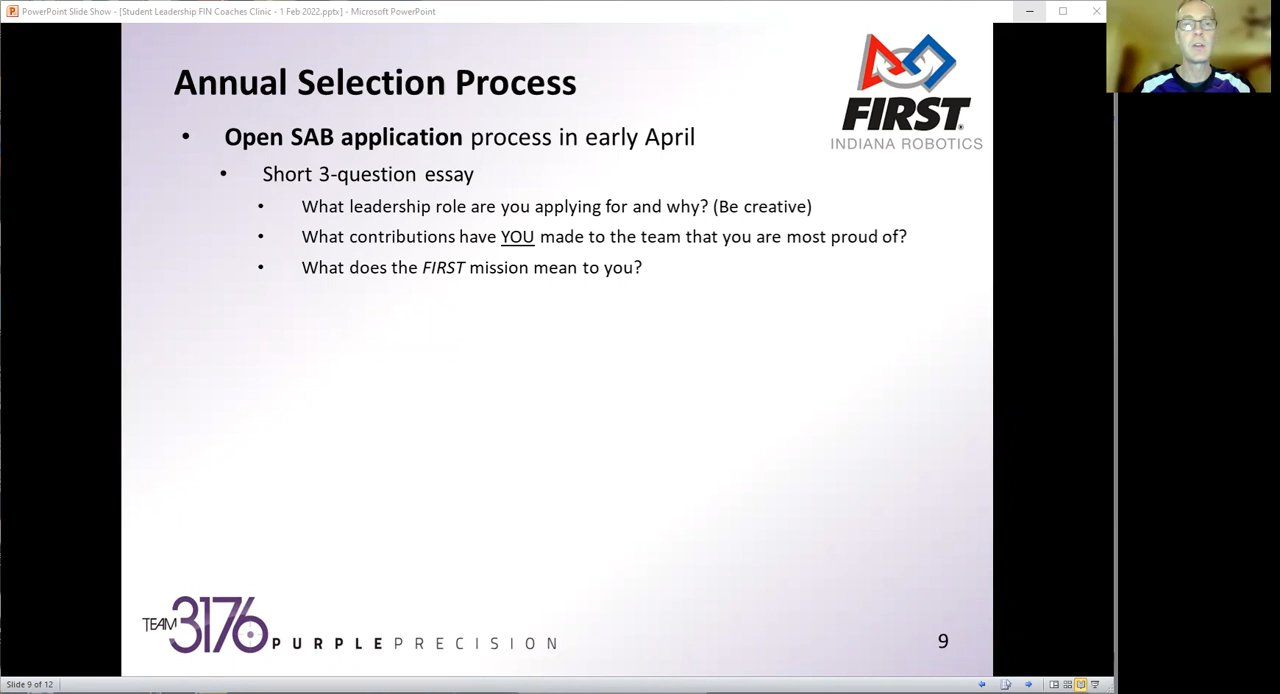 PowerPoint Slide Show - [Student Leadership FIN Coaches Clinic - 1 Feb 2022.pptx] - Microsoft PowerPoint
Annual Selection Process
FIRST®
INDIANA ROBOTICS
• Open SAB application process in early April
• Short 3-question essay
• What leadership role are you applying for and why? (Be creative)
• What contributions have YOU made to the team that you are most proud of?
• What does the FIRST mission mean to you?
TEAM 3176 PURPLE PRECISION
9
Slide 9 of 12